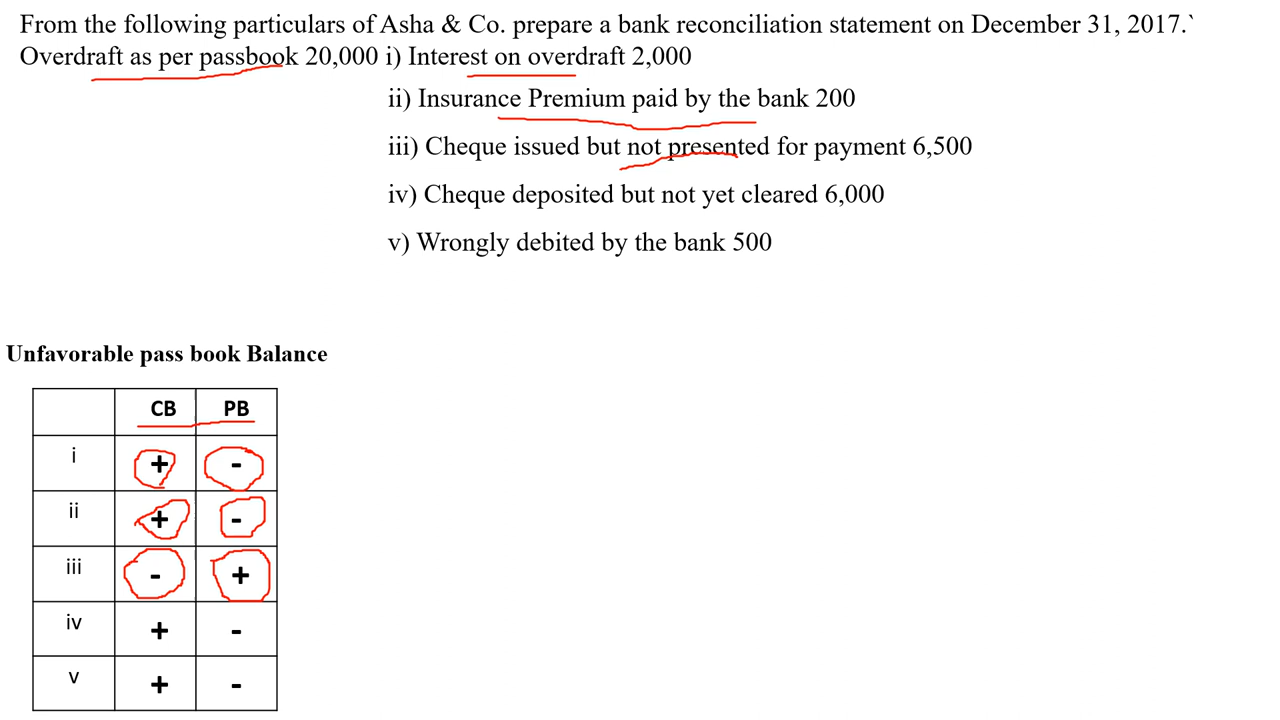 From the following particulars of Asha & Co. prepare a bank reconciliation statement on December 31, 2017.`
Overdraft as per passbook 20,000 i) Interest on overdraft 2,000
ii) Insurance Premium paid by the bank 200
iii) Cheque issued but not presented for payment 6,500
iv) Cheque deposited but not yet cleared 6,000
v) Wrongly debited by the bank 500
Unfavorable pass book Balance
CB PB
i + -
ii + -
iii - +
iv + -
v + -